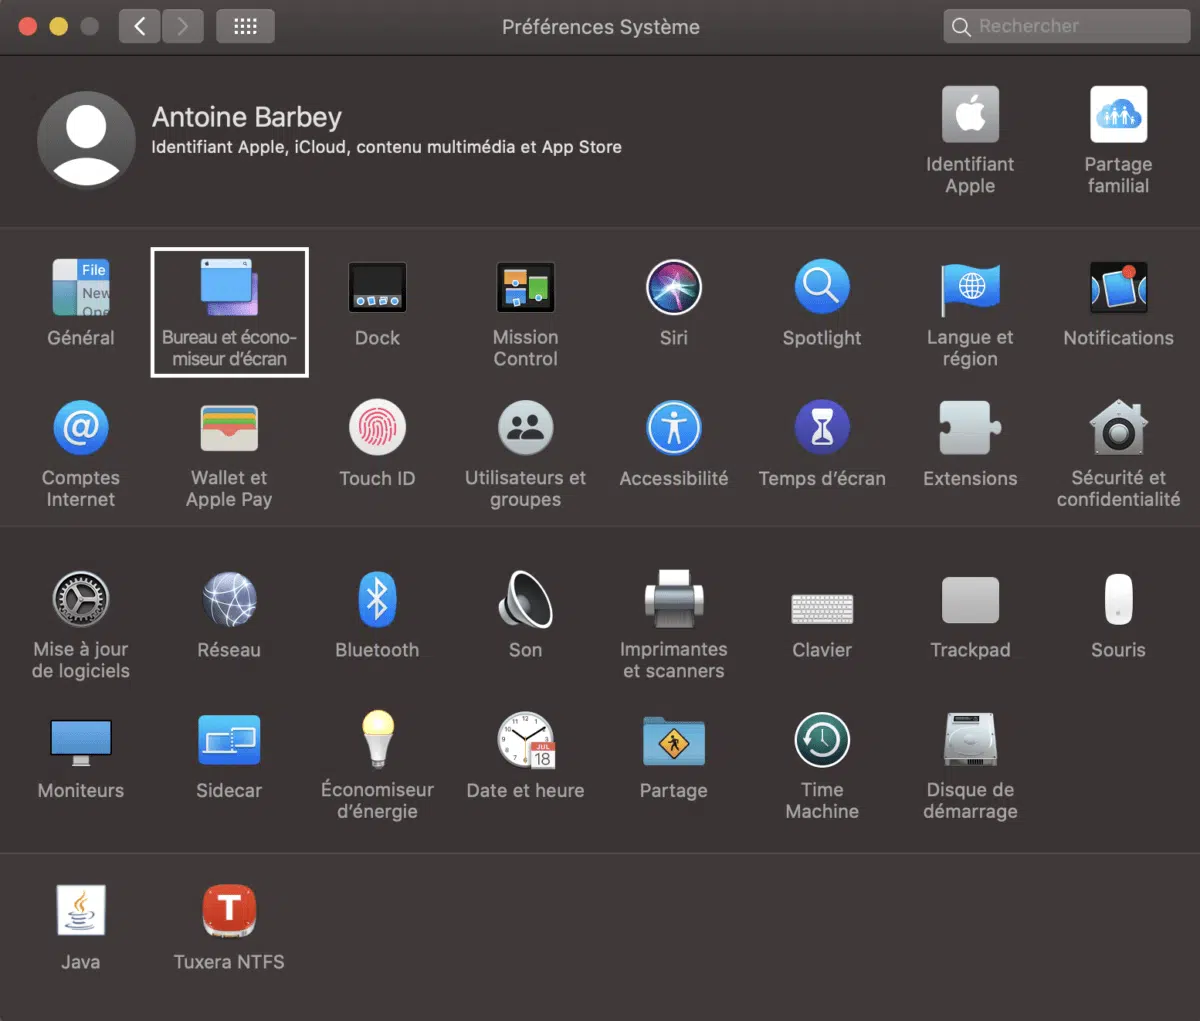 Préférences Système
Rechercher
Antoine Barbey
Identifiant Apple, iCloud, contenu multimédia et App Store
Identifiant
Apple
Partage
familial
File
New
Ope
Général
Bureau et écono-
miseur d'écran
Dock
Mission
Control
Siri
Spotlight
Langue et
région
Notifications
@
Comptes
Internet
Wallet et
Apple Pay
Touch ID
Utilisateurs et
groupes
Accessibilité
Temps d'écran
Extensions
Sécurité et
confidentialité
Mise à jour
de logiciels
Réseau
Bluetooth
Son
Imprimantes
et scanners
Clavier
Trackpad
Souris
Moniteurs
Sidecar
Économiseur
d'énergie
JUL
18
Date et heure
Partage
Time
Machine
Disque de
démarrage
Java
T
Tuxera NTFS